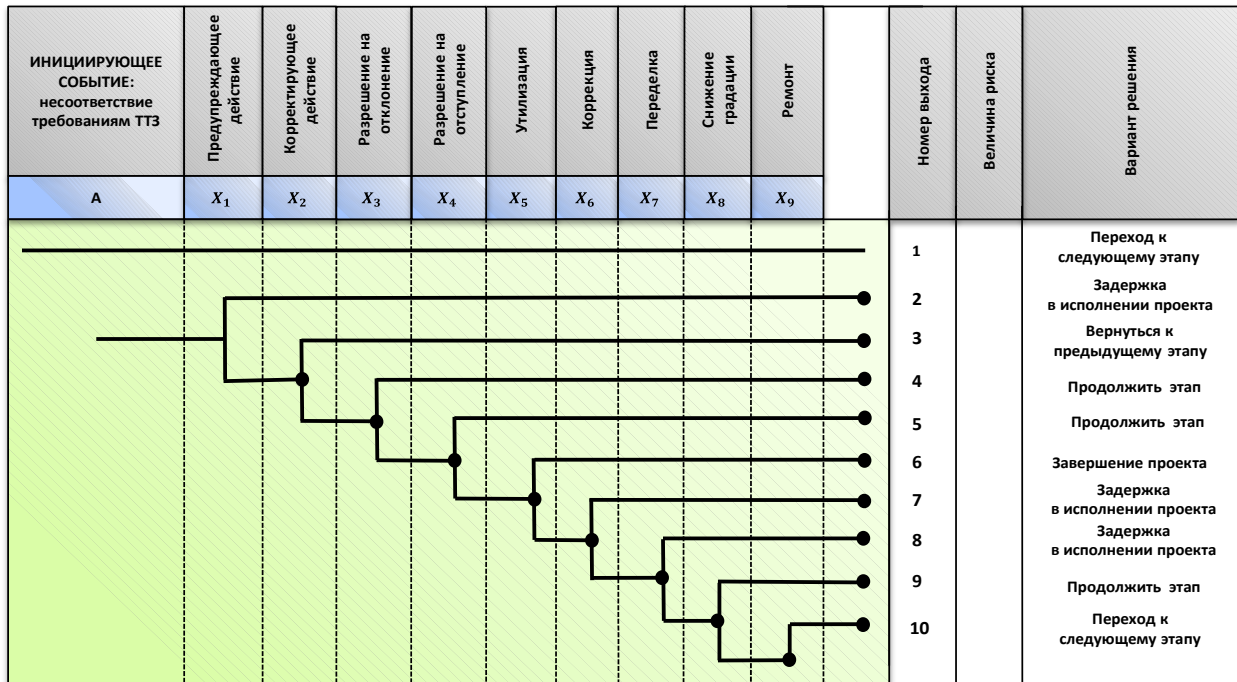 ИНИЦИИРУЮЩЕЕ
СОБЫТИЕ:
несоответствие
требованиям ТТЗ
Предупреждающее
действие
Корректирующее
действие
Разрешение на
отклонение
Разрешение на
отступление
Утилизация
Коррекция
Переделка
Снижение
градации
Ремонт
Номер выхода
Величина риска
Вариант решения
A
X₁
X₂
X₃
X₄
X₅
X₆
X₇
X₈
X₉
1
Переход к
следующему этапу
2
Задержка
в исполнении проекта
3
Вернуться к
предыдущему этапу
4
Продолжить этап
5
Продолжить этап
6
Завершение проекта
7
Задержка
в исполнении проекта
8
Задержка
в исполнении проекта
9
Продолжить этап
10
Переход к
следующему этапу